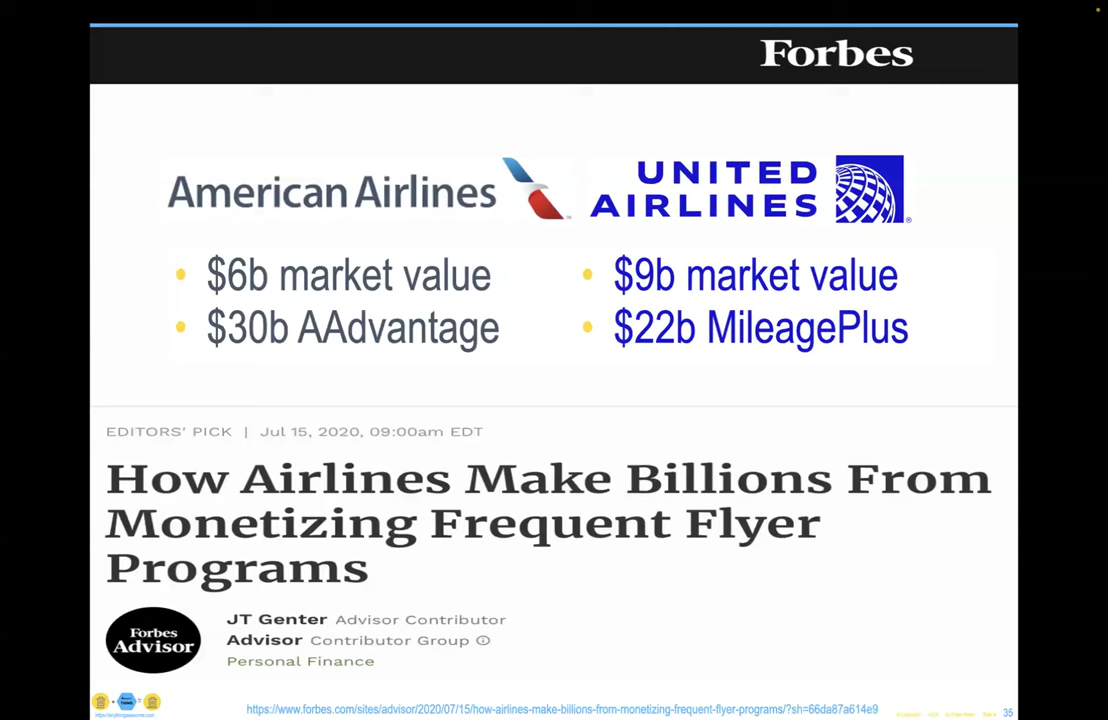 Forbes
American Airlines
UNITED
AIRLINES
• $6b market value
• $30b AAdvantage
• $9b market value
• $22b MileagePlus
EDITORS' PICK | Jul 15, 2020, 09:00am EDT
How Airlines Make Billions From
Monetizing Frequent Flyer
Programs
Forbes
Advisor
JT Genter Advisor Contributor
Advisor Contributor Group
Personal Finance
https://www.forbes.com/sites/advisor/2020/07/15/how-airlines-make-billions-from-monetizing-frequent-flyer-programs/?sh=66da87a614e9
35